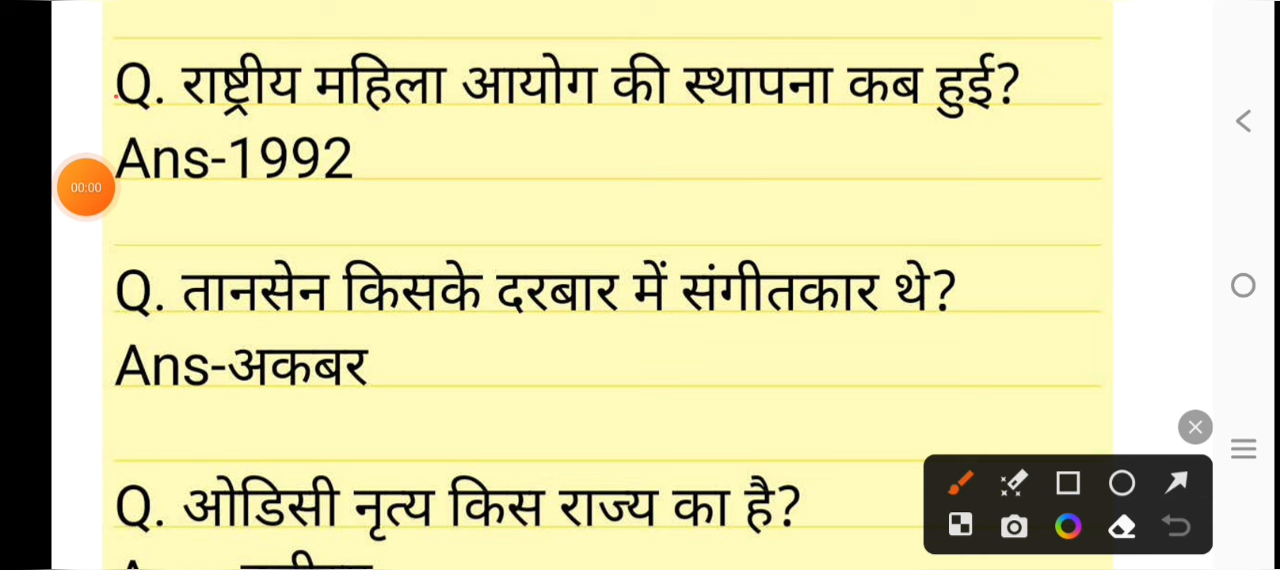 Q. राष्ट्रीय महिला आयोग की स्थापना कब हुई?
Ans-1992
00:00
Q. तानसेन किसके दरबार में संगीतकार थे?
Ans-अकबर
Q. ओडिसी नृत्य किस राज्य का है?